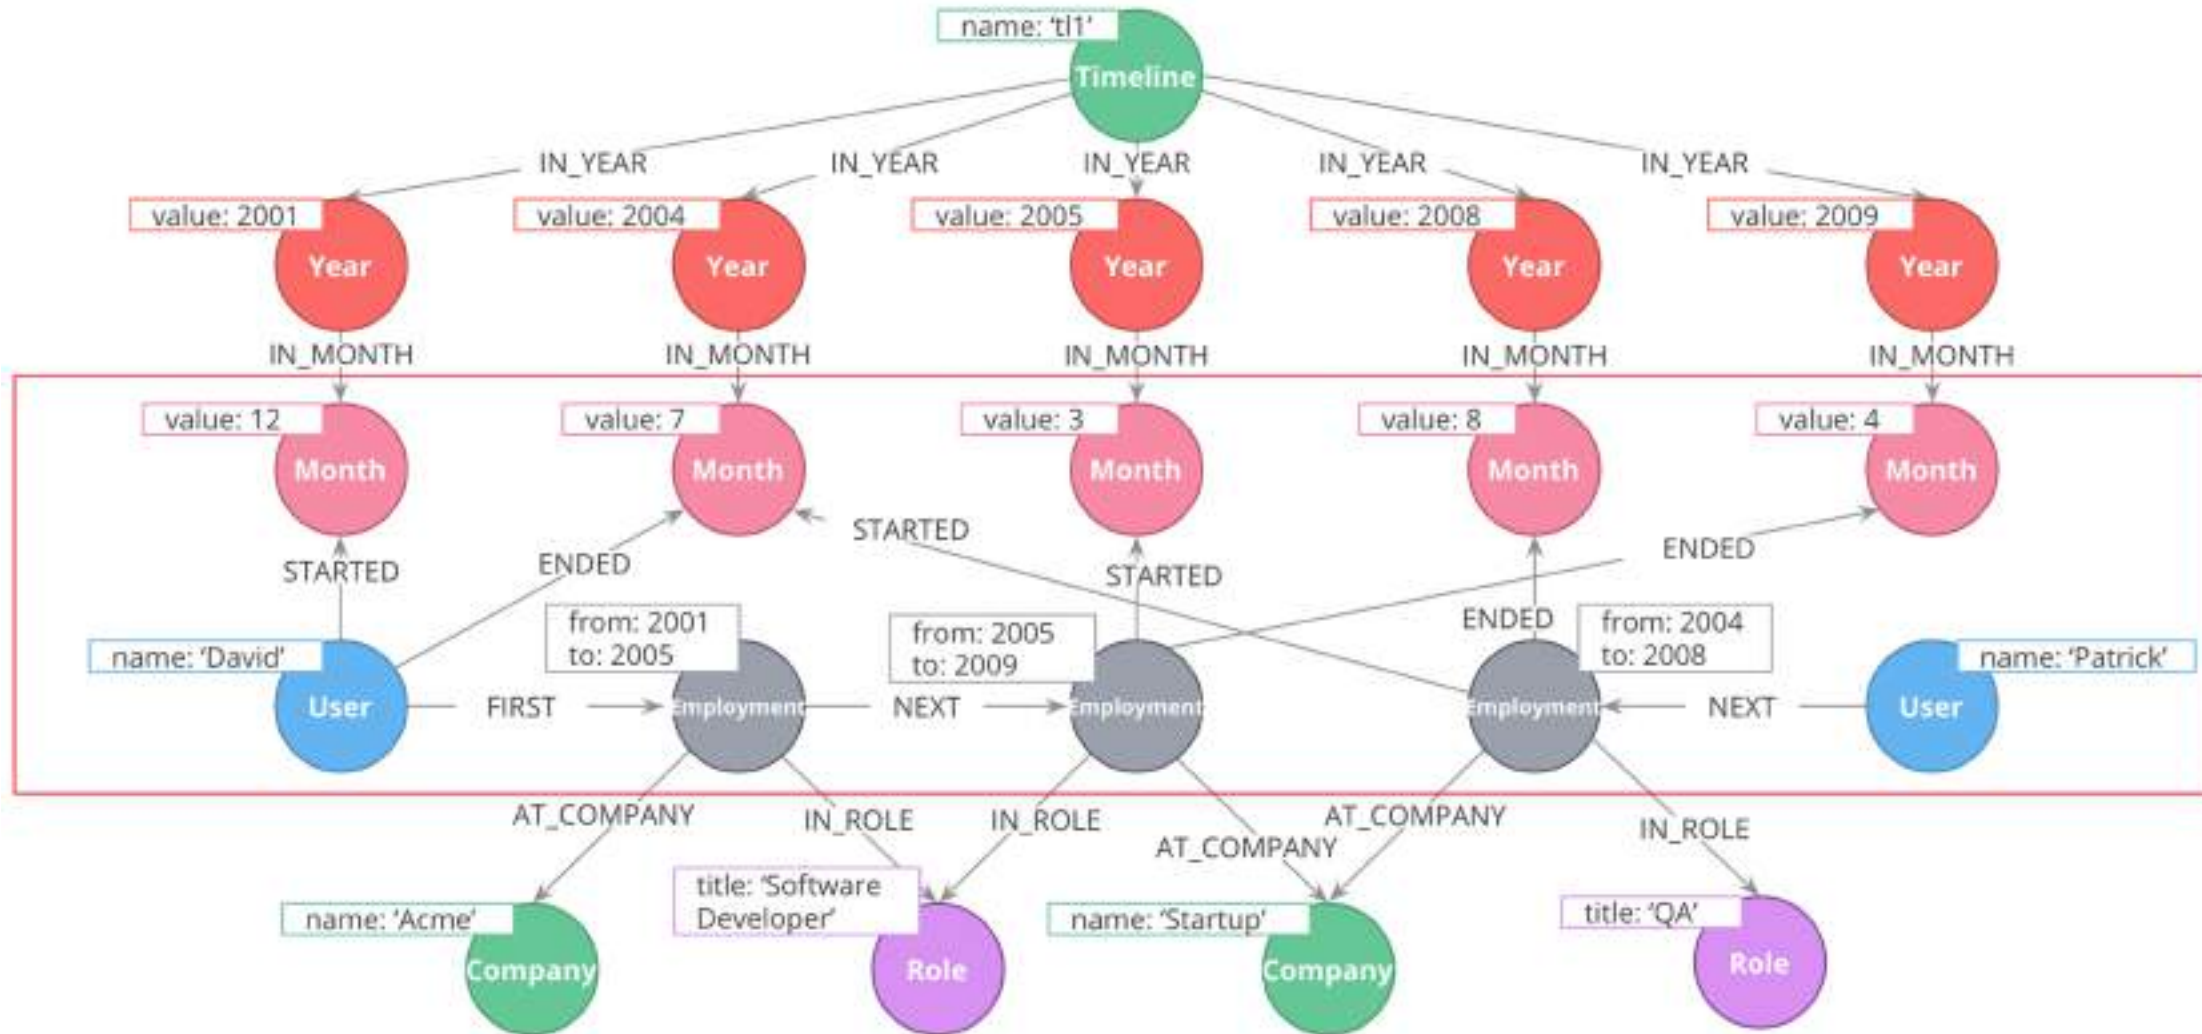 name: ‘tl1’
Timeline
IN_YEAR
IN_YEAR
IN_YEAR
IN_YEAR
IN_YEAR
value: 2001
value: 2004
value: 2005
value: 2008
value: 2009
Year
Year
Year
Year
Year
IN_MONTH
IN_MONTH
IN_MONTH
IN_MONTH
IN_MONTH
value: 12
value: 7
value: 3
value: 8
value: 4
Month
Month
Month
Month
Month
STARTED
ENDED
STARTED
STARTED
ENDED
ENDED
name: ‘David’
from: 2001
to: 2005
from: 2005
to: 2009
from: 2004
to: 2008
name: ‘Patrick’
User
FIRST
Employment
NEXT
Employment
Employment
NEXT
User
AT_COMPANY
IN_ROLE
IN_ROLE
AT_COMPANY
AT_COMPANY
IN_ROLE
name: ‘Acme’
title: ‘Software
Developer’
name: ‘Startup’
title: ‘QA’
Company
Role
Company
Role